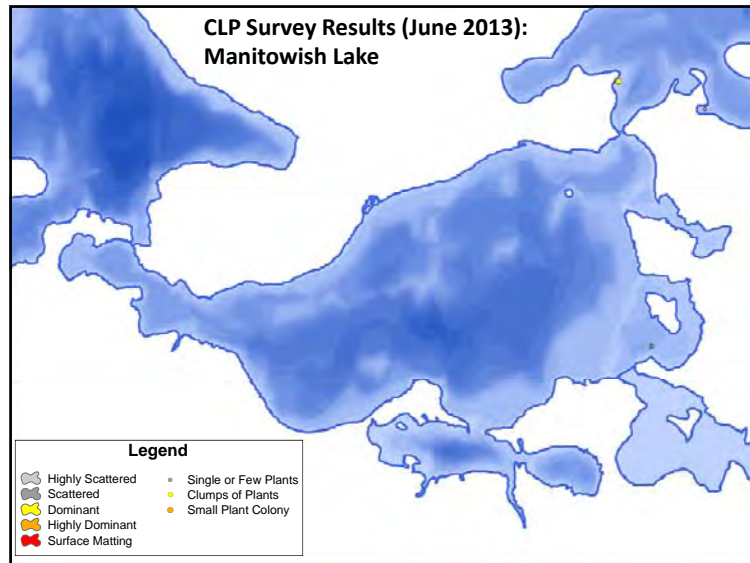 CLP Survey Results (June 2013):
Manitowish Lake
Legend
Highly Scattered
Scattered
Dominant
Highly Dominant
Surface Matting
Single or Few Plants
Clumps of Plants
Small Plant Colony